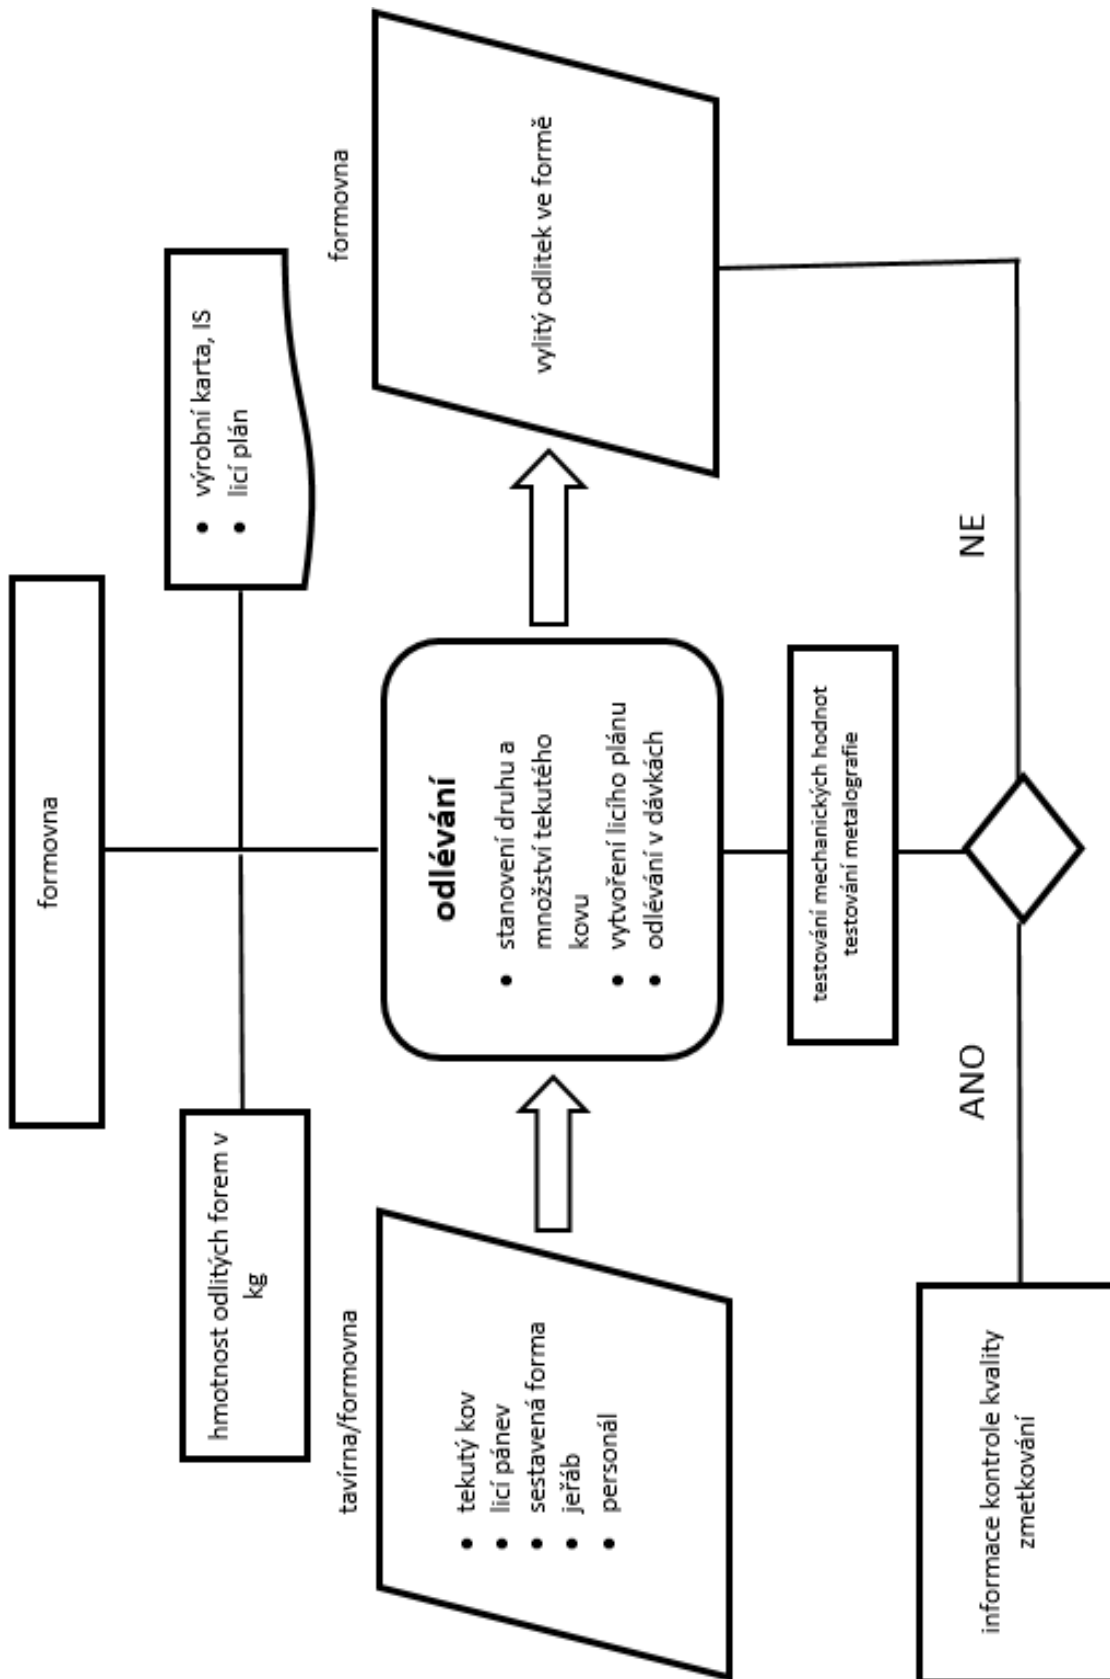 formovna
hmotnost odlitých forem v
kg
• výrobní karta, IS
• licí plán
tavírna/formovna
• tekutý kov
• licí pánev
• sestavená forma
• jeřáb
• personál
odlévání
• stanovení druhu a
množství tekutého
kovu
• vytvoření licího plánu
• odlévání v dávkách
formovna
vylitý odlitek ve formě
testování mechanických hodnot
testování metalografie
ANO
NE
informace kontrole kvality
zmetkování